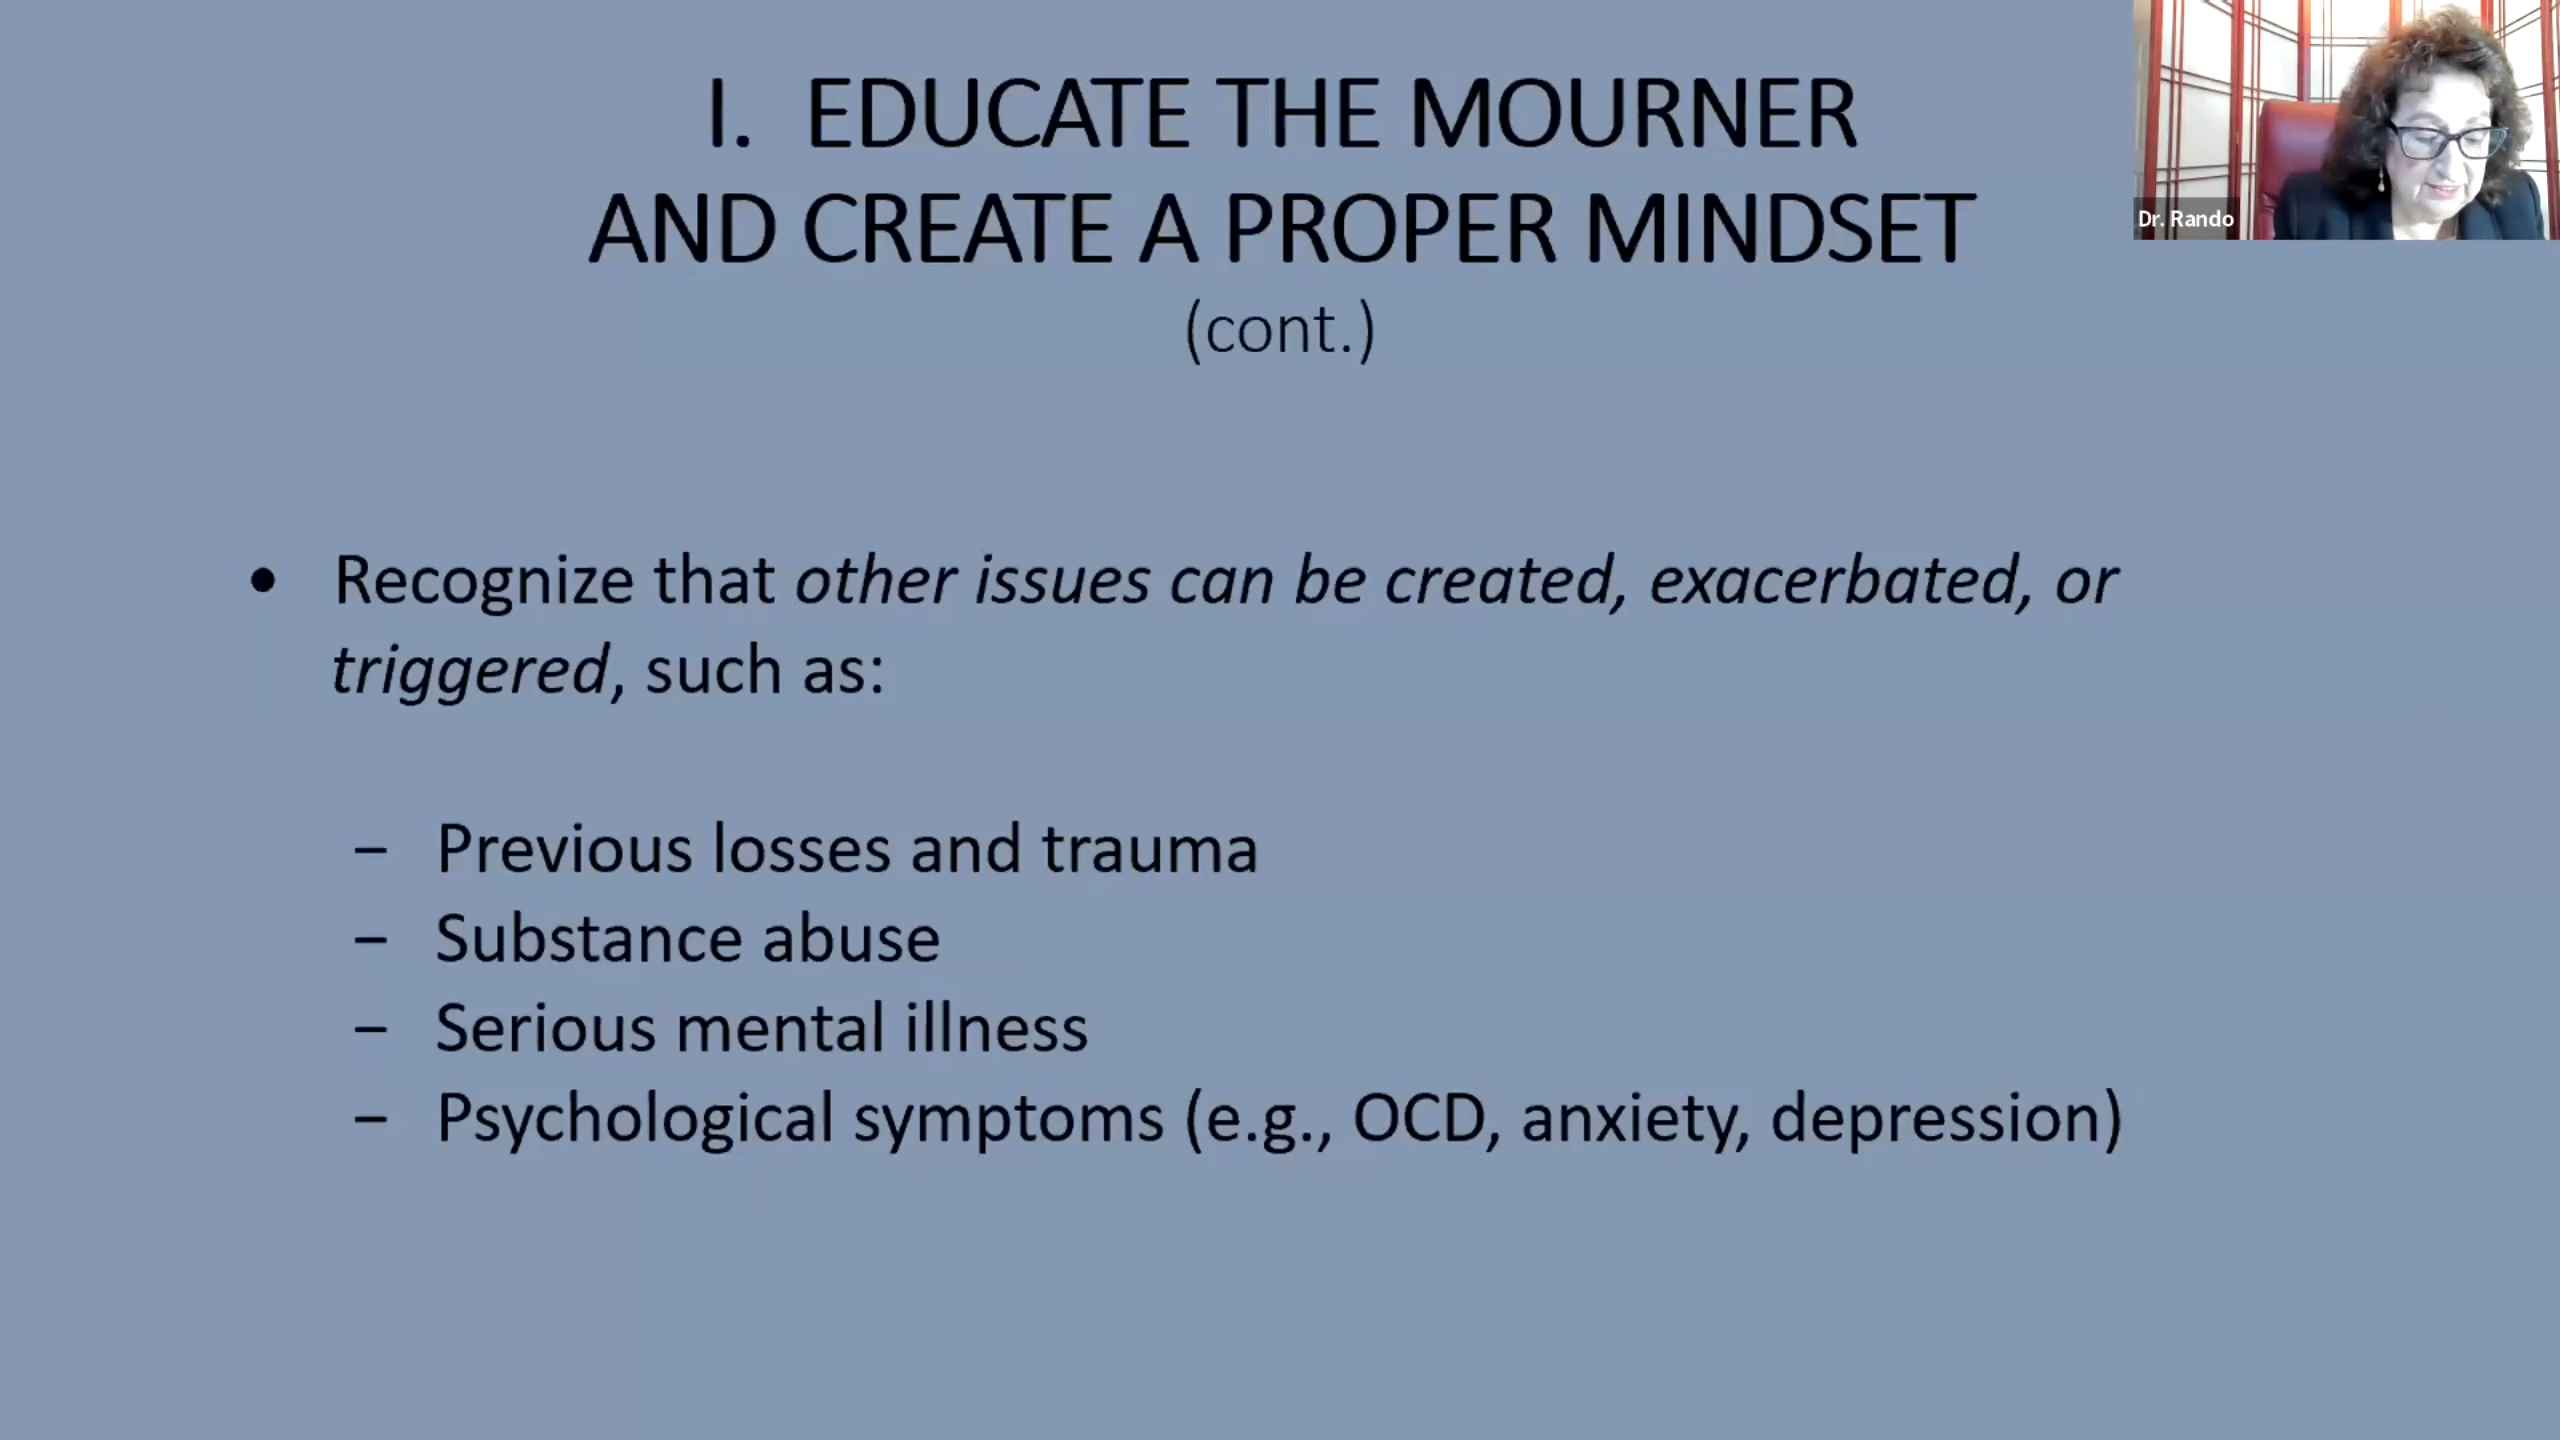 I. EDUCATE THE MOURNER
AND CREATE A PROPER MINDSET
(cont.)
Dr. Rando
• Recognize that other issues can be created, exacerbated, or
triggered, such as:
– Previous losses and trauma
– Substance abuse
– Serious mental illness
– Psychological symptoms (e.g., OCD, anxiety, depression)